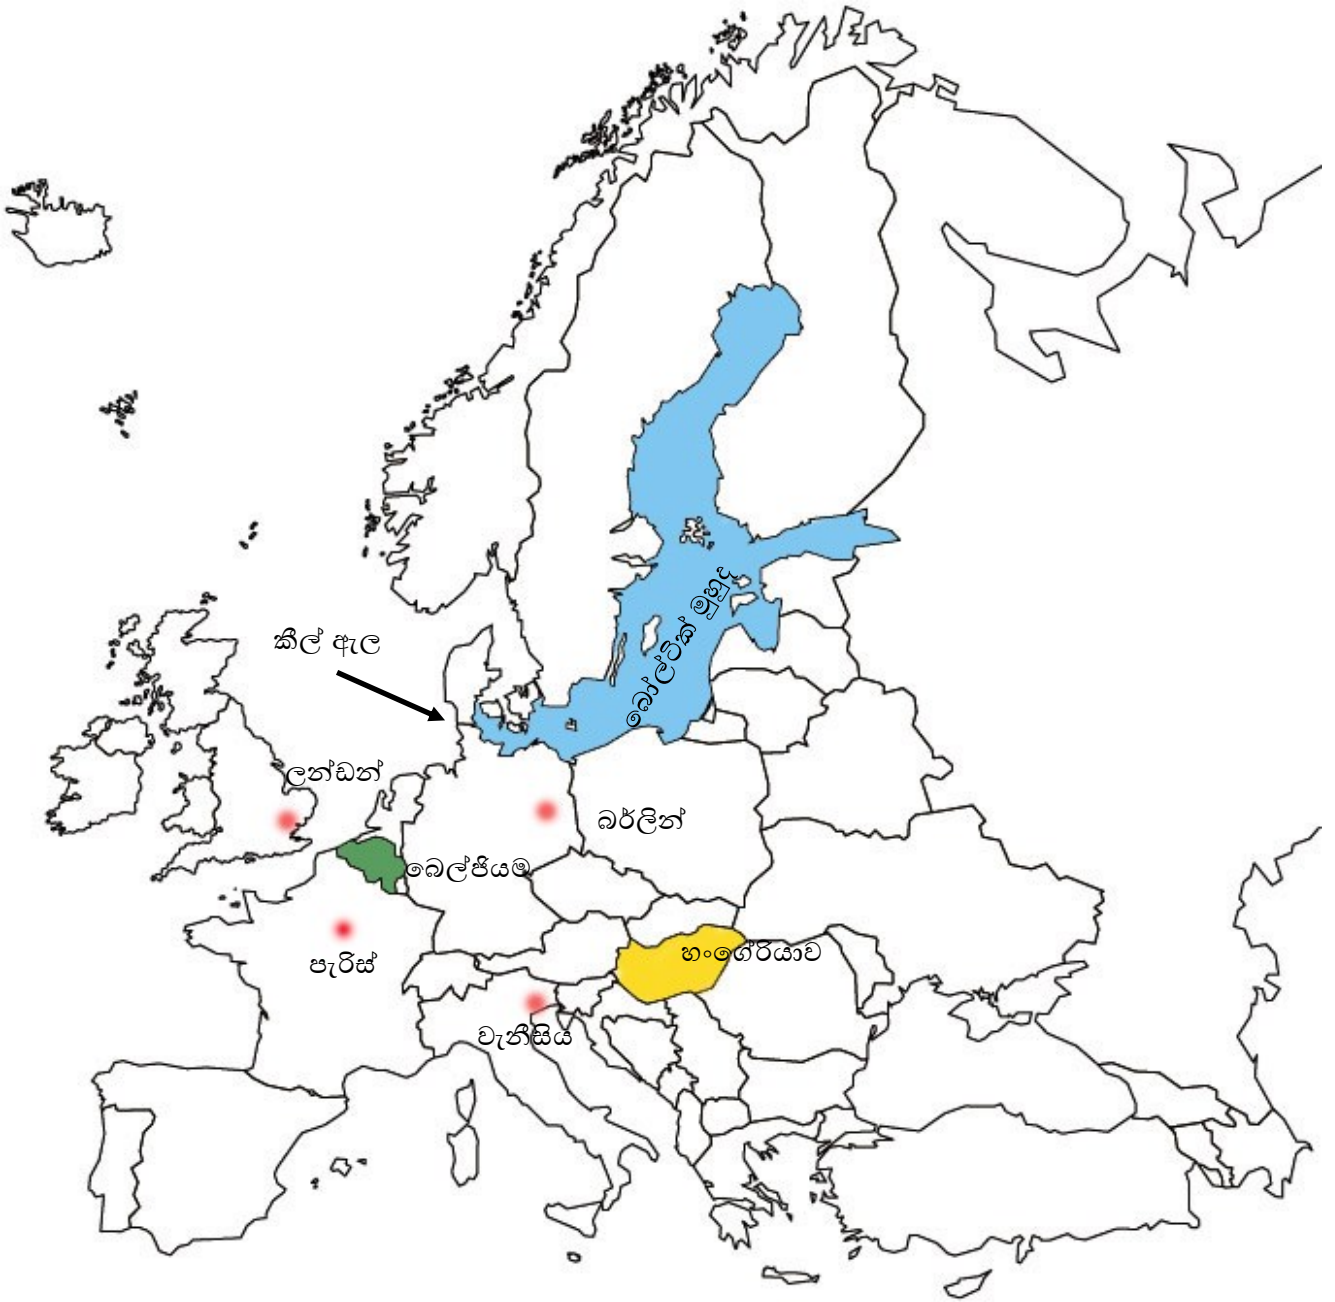 බෝල්ටික් මුහුද
කීල් ඇල
ලන්ඩන්
බර්ලින්
බෙල්ජියම
හංගේරියාව
පැරිස්
වැනීසිය